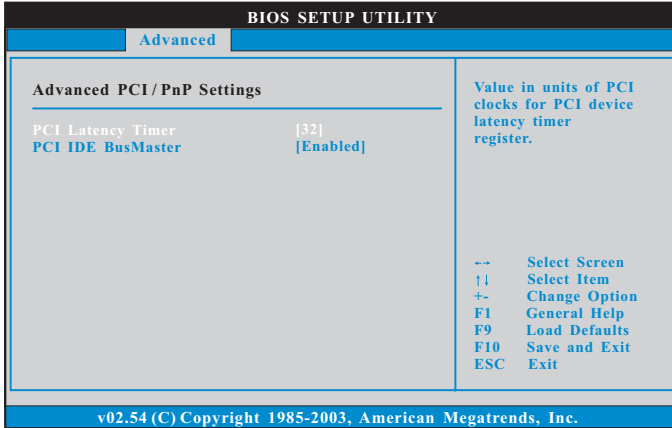 BIOS SETUP UTILITY
Advanced
Advanced PCI / PnP Settings
PCI Latency Timer [32]
PCI IDE BusMaster [Enabled]
Value in units of PCI
clocks for PCI device
latency timer
register.
←→ Select Screen
↑↓ Select Item
+- Change Option
F1 General Help
F9 Load Defaults
F10 Save and Exit
ESC Exit
v02.54 (C) Copyright 1985-2003, American Megatrends, Inc.